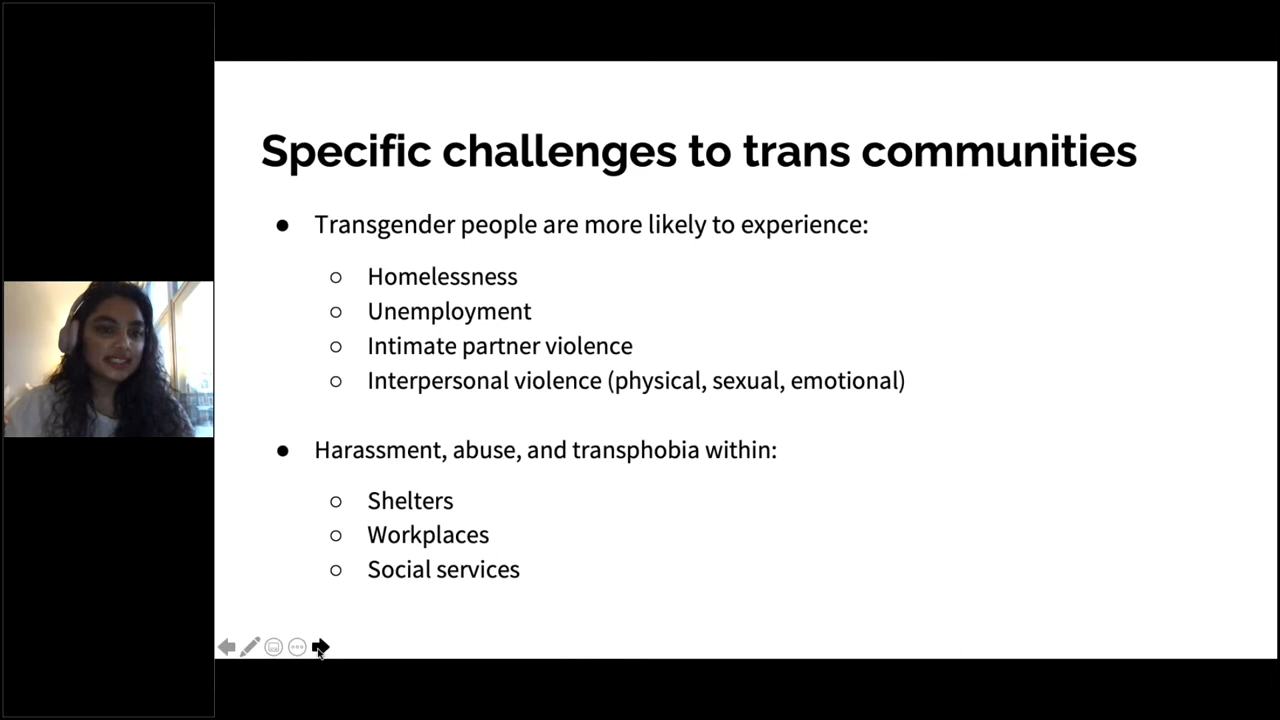 Specific challenges to trans communities
● Transgender people are more likely to experience:
○ Homelessness
○ Unemployment
○ Intimate partner violence
○ Interpersonal violence (physical, sexual, emotional)
● Harassment, abuse, and transphobia within:
○ Shelters
○ Workplaces
○ Social services